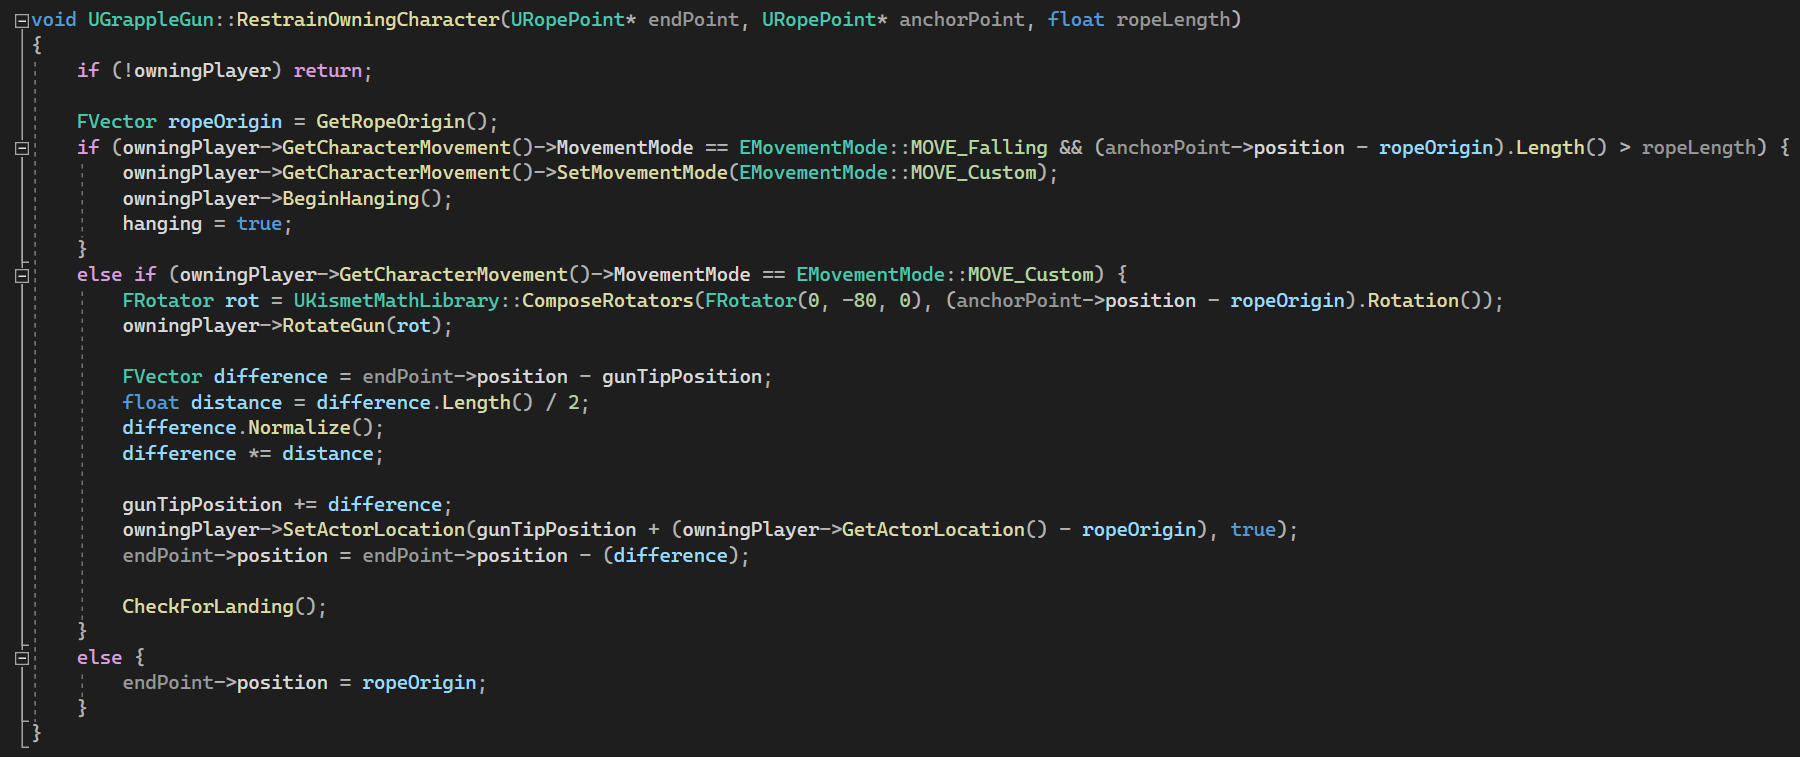 void UGrappleGun::RestrainOwningCharacter(URopePoint* endPoint, URopePoint* anchorPoint, float ropeLength)
{
if (!owningPlayer) return;
FVector ropeOrigin = GetRopeOrigin();
if (owningPlayer->GetCharacterMovement()->MovementMode == EMovementMode::MOVE_Falling && (anchorPoint->position - ropeOrigin).Length() > ropeLength) {
owningPlayer->GetCharacterMovement()->SetMovementMode(EMovementMode::MOVE_Custom);
owningPlayer->BeginHanging();
hanging = true;
}
else if (owningPlayer->GetCharacterMovement()->MovementMode == EMovementMode::MOVE_Custom) {
FRotator rot = UKismetMathLibrary::ComposeRotators(FRotator(0, -80, 0), (anchorPoint->position - ropeOrigin).Rotation());
owningPlayer->RotateGun(rot);
FVector difference = endPoint->position - gunTipPosition;
float distance = difference.Length() / 2;
difference.Normalize();
difference *= distance;
gunTipPosition += difference;
owningPlayer->SetActorLocation(gunTipPosition + (owningPlayer->GetActorLocation() - ropeOrigin), true);
endPoint->position = endPoint->position - (difference);
CheckForLanding();
}
else {
endPoint->position = ropeOrigin;
}
}